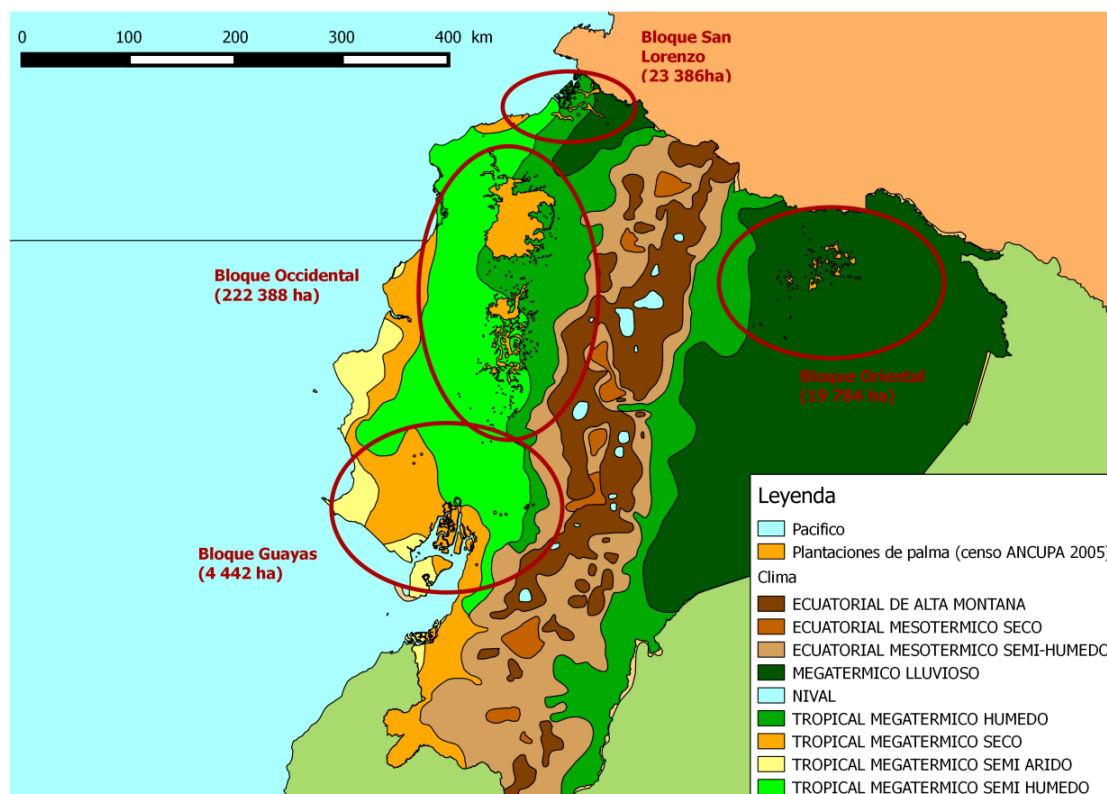 0 100 200 300 400 km
Bloque San
Lorenzo
(23 386ha)
Bloque Occidental
(222 388 ha)
Bloque Oriental
(19 784 ha)
Bloque Guayas
(4 442 ha)
Leyenda
Pacifico
Plantaciones de palma (censo ANCUPA 2005)
Clima
ECUATORIAL DE ALTA MONTANA
ECUATORIAL MESOTERMICO SECO
ECUATORIAL MESOTERMICO SEMI-HUMEDO
MEGATERMICO LLUVIOSO
NIVAL
TROPICAL MEGATERMICO HUMEDO
TROPICAL MEGATERMICO SECO
TROPICAL MEGATERMICO SEMI ARIDO
TROPICAL MEGATERMICO SEMI HUMEDO